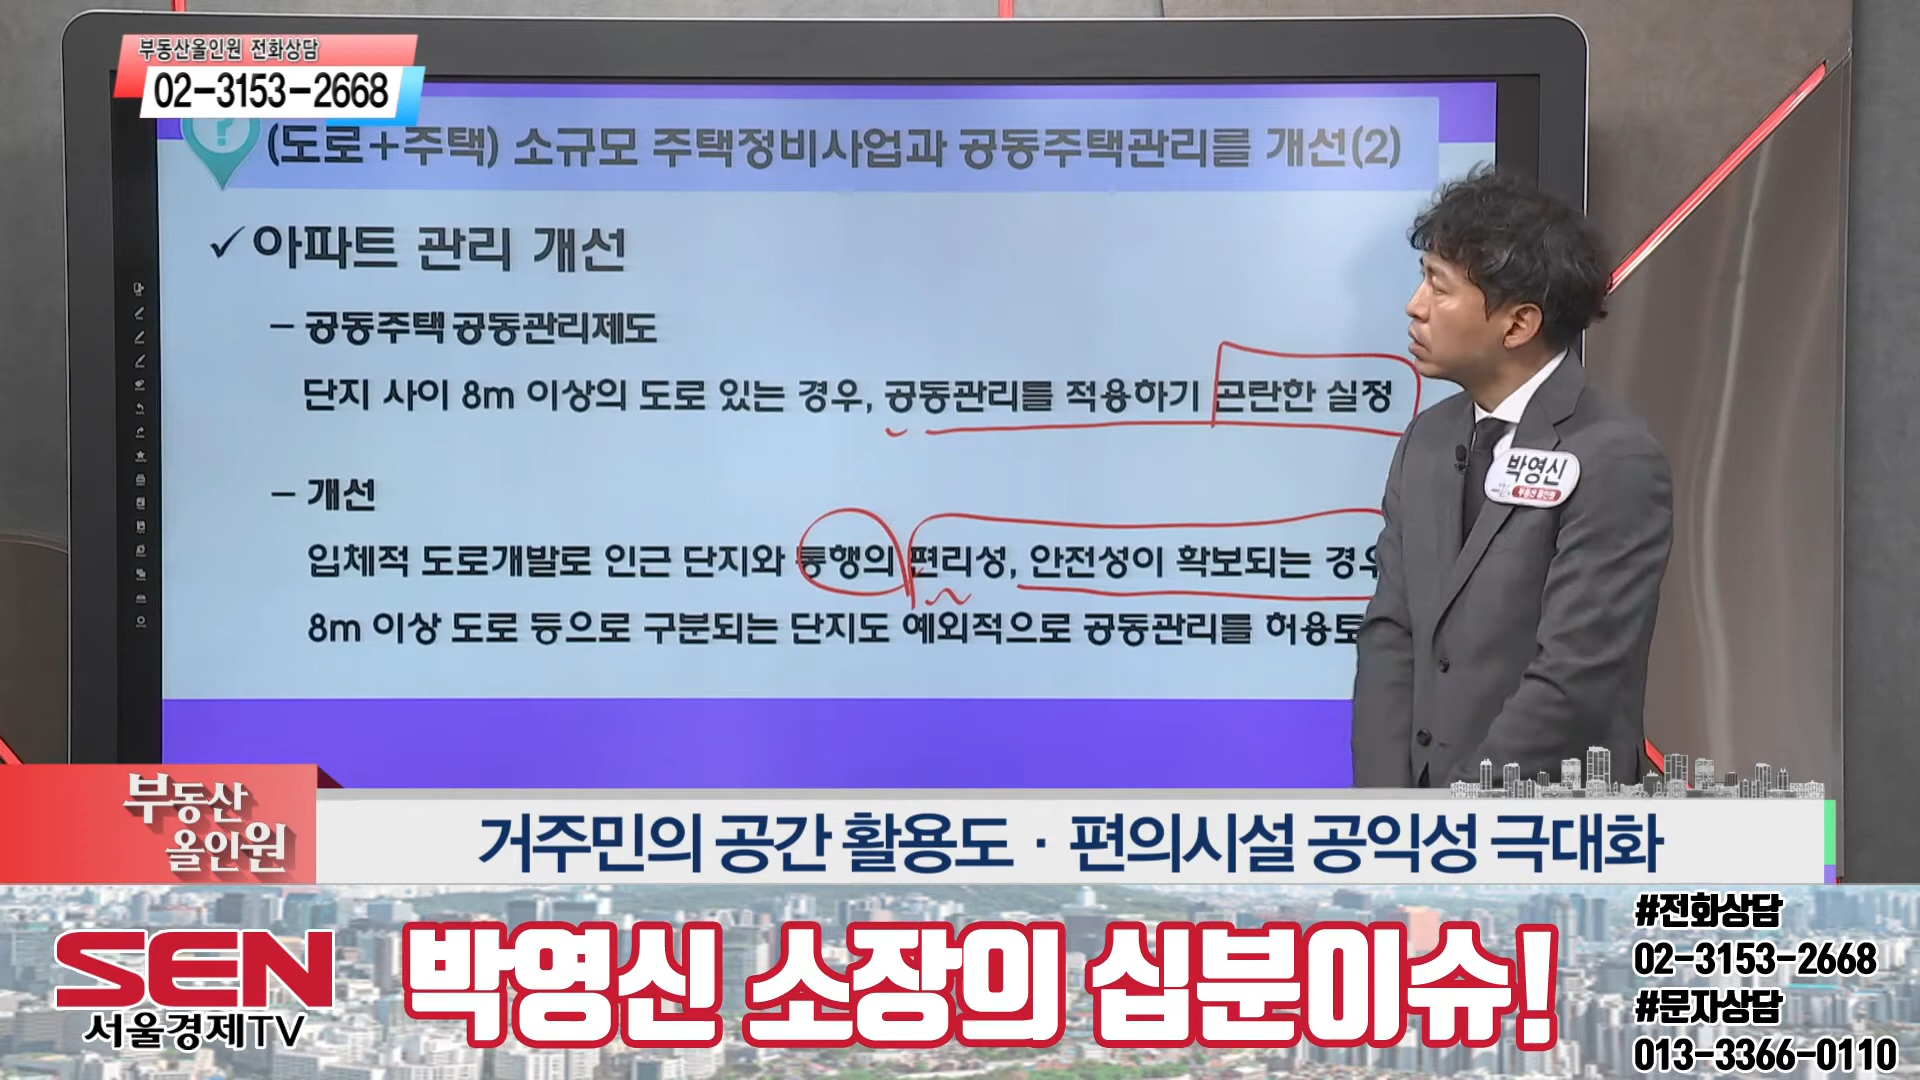 부동산올인원 전화상담
02-3153-2668
(도로+주택) 소규모 주택정비사업과 공동주택관리를 개선(2)
✓ 아파트 관리 개선
– 공동주택 공동관리제도
단지 사이 8m 이상의 도로 있는 경우, 공동관리를 적용하기 곤란한 실정
– 개선
입체적 도로개발로 인근 단지와 통행의 편리성, 안전성이 확보되는 경우
8m 이상 도로 등으로 구분되는 단지도 예외적으로 공동관리를 허용토
박영신
부동산 올인원
부동산
올인원
거주민의 공간 활용도 · 편의시설 공익성 극대화
SEN
서울경제TV
박영신 소장의 십분이슈!
#전화상담
02-3153-2668
#문자상담
013-3366-0110